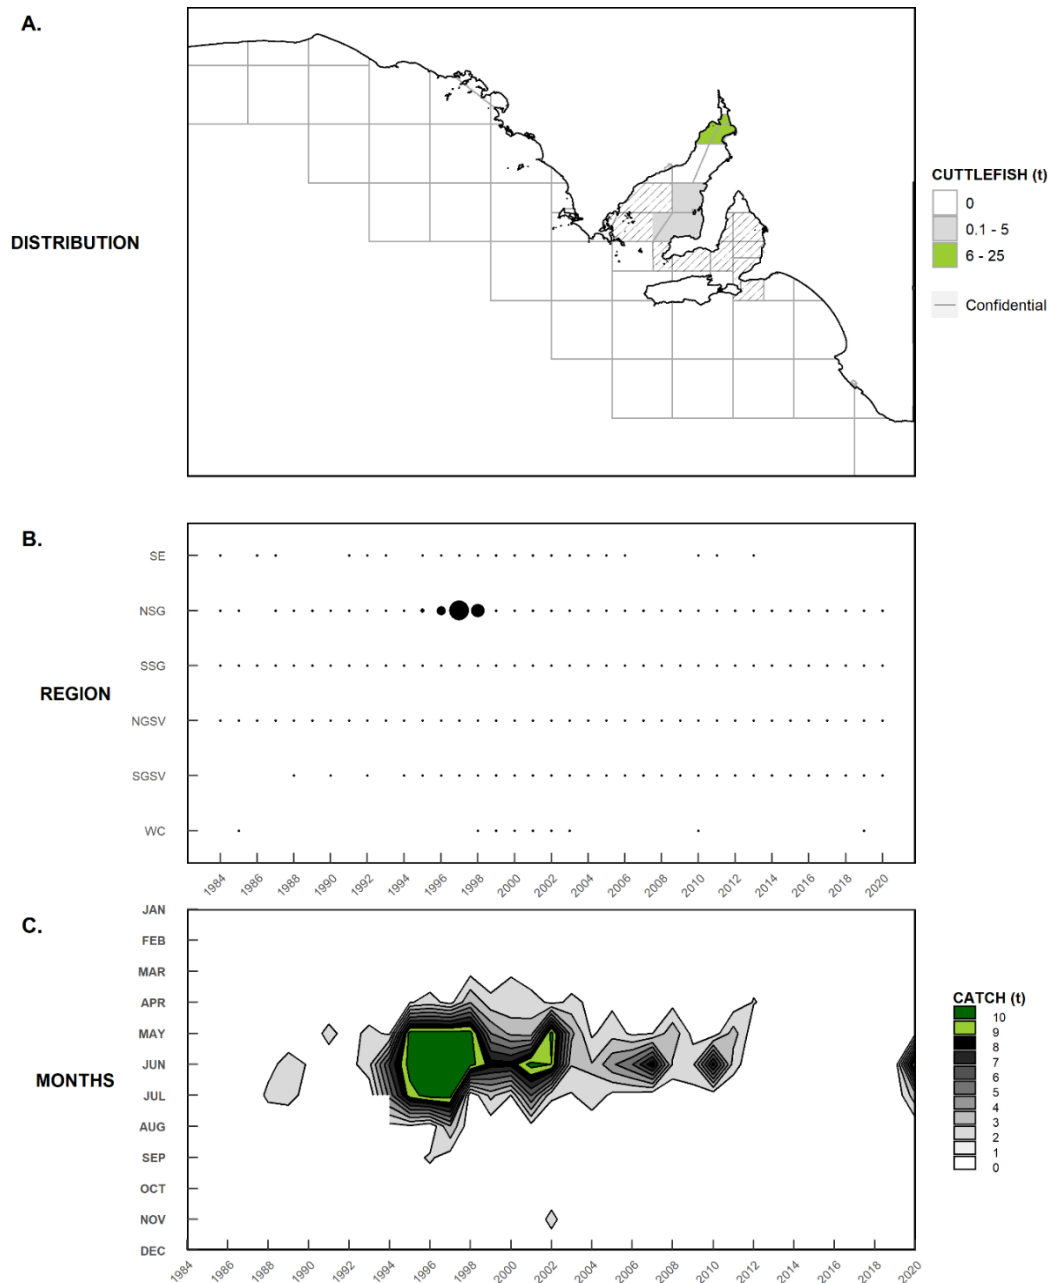 A.
DISTRIBUTION
CUTTLEFISH (t)
0
0.1 - 5
6 - 25
Confidential
B.
REGION
SE
NSG
SSG
NGSV
SGSV
WC
1984 1986 1988 1990 1992 1994 1996 1998 2000 2002 2004 2006 2008 2010 2012 2014 2016 2018 2020
C.
MONTHS
JAN
FEB
MAR
APR
MAY
JUN
JUL
AUG
SEP
OCT
NOV
DEC
CATCH (t)
10
9
8
7
6
5
4
3
2
1
0
1984 1986 1988 1990 1992 1994 1996 1998 2000 2002 2004 2006 2008 2010 2012 2014 2016 2018 2020